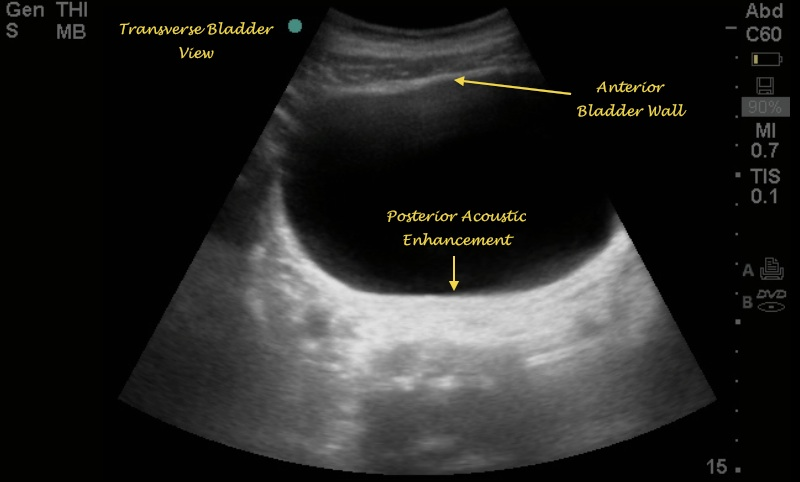 Gen THI
S MB
Transverse Bladder
View
Abd
C60
Anterior
Bladder Wall
90%
MI
0.7
TIS
0.1
Posterior Acoustic
Enhancement
A
B DVD
15